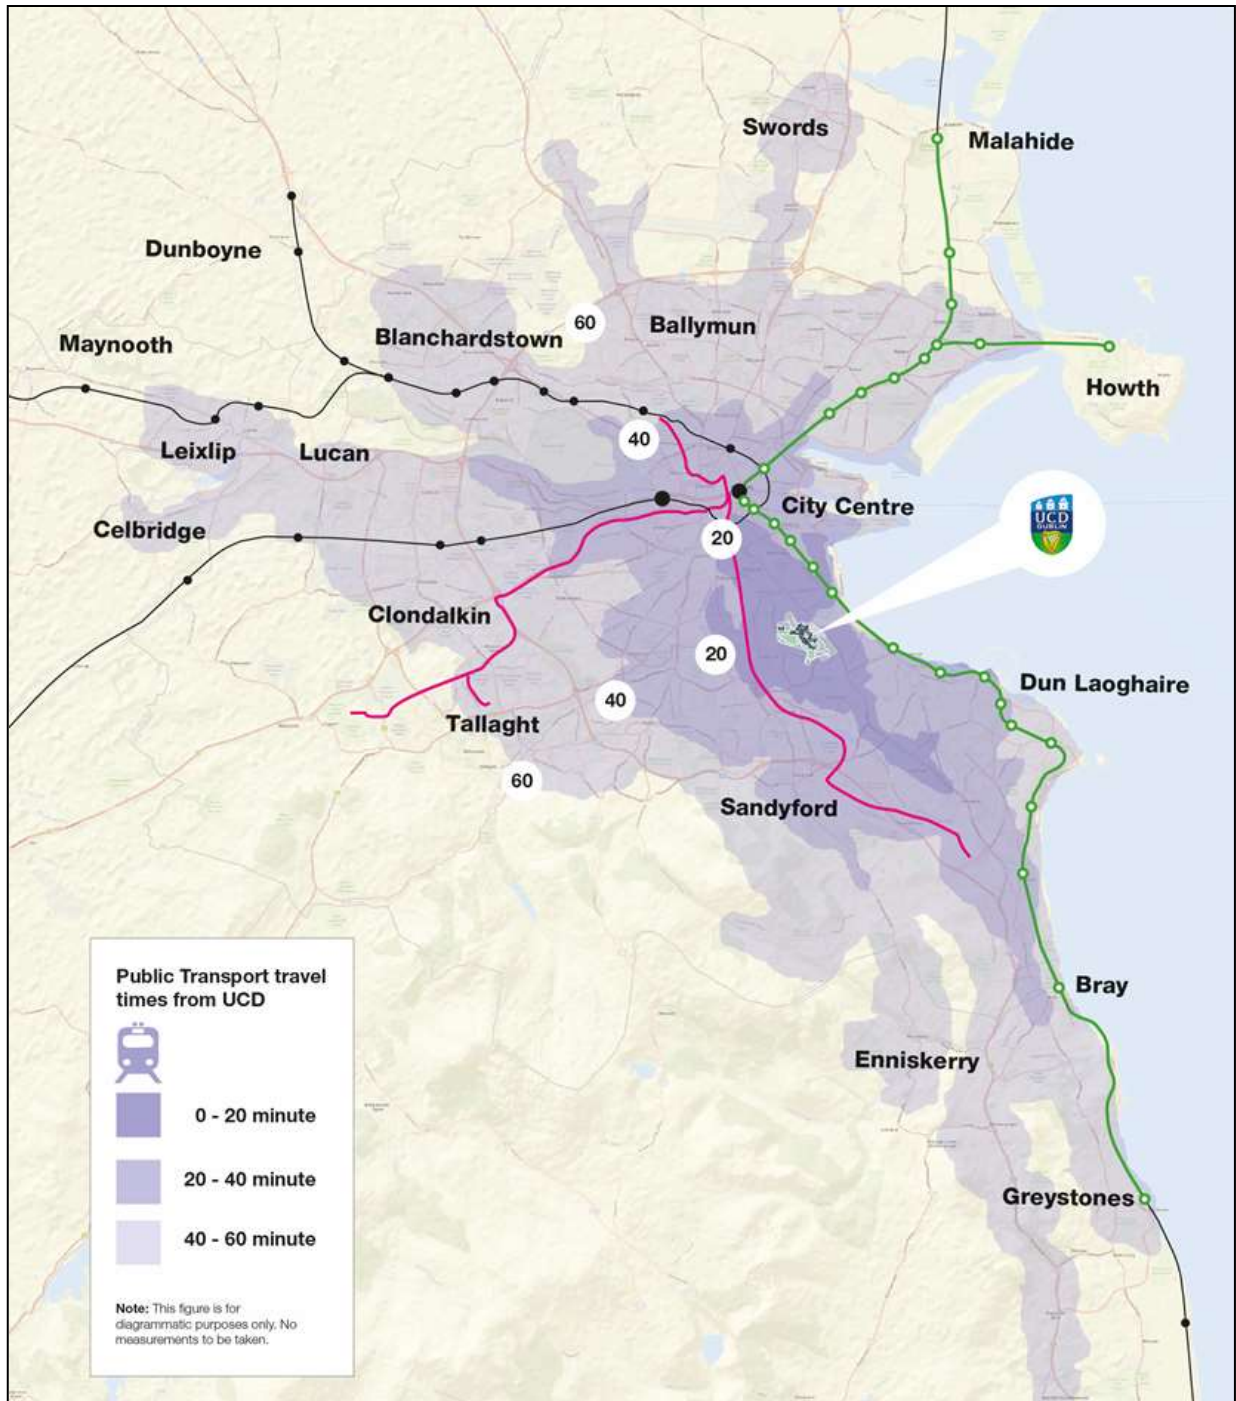 Swords
Malahide
Dunboyne
Maynooth
Blanchardstown
60
Ballymun
Howth
40
Leixlip
Lucan
City Centre
UCD
DUBLIN
Celbridge
20
Clondalkin
20
Dun Laoghaire
40
Tallaght
60
Sandyford
Public Transport travel
times from UCD
0 - 20 minute
20 - 40 minute
40 - 60 minute
Note: This figure is for
diagrammatic purposes only. No
measurements to be taken.
Bray
Enniskerry
Greystones